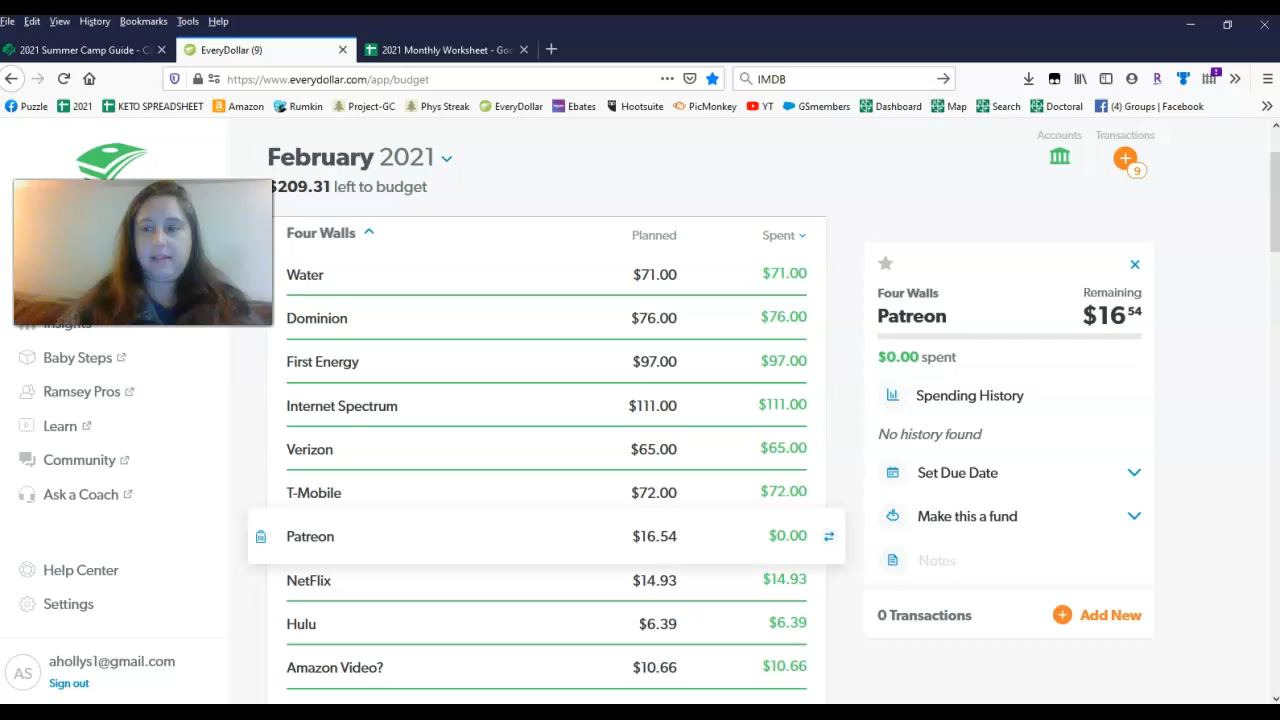 File Edit View History Bookmarks Tools Help
2021 Summer Camp Guide - C
EveryDollar (9)
2021 Monthly Worksheet - Goo
https://www.everydollar.com/app/budget
IMDB
Puzzle 2021 KETO SPREADSHEET Amazon Rumkin Project-GC Phys Streak EveryDollar Ebates Hootsuite PicMonkey YT GSmembers Dashboard Map Search Doctoral (4) Groups | Facebook
Accounts Transactions
9
February 2021
$209.31 left to budget
Four Walls Planned Spent
Water $71.00 $71.00
Dominion $76.00 $76.00
First Energy $97.00 $97.00
Internet Spectrum $111.00 $111.00
Verizon $65.00 $65.00
T-Mobile $72.00 $72.00
Patreon $16.54 $0.00
NetFlix $14.93 $14.93
Hulu $6.39 $6.39
Amazon Video? $10.66 $10.66
Insights
Baby Steps
Ramsey Pros
Learn
Community
Ask a Coach
Help Center
Settings
AS
ahollys1@gmail.com
Sign out
Four Walls Remaining
Patreon $16 54
$0.00 spent
Spending History
No history found
Set Due Date
Make this a fund
Notes
0 Transactions Add New